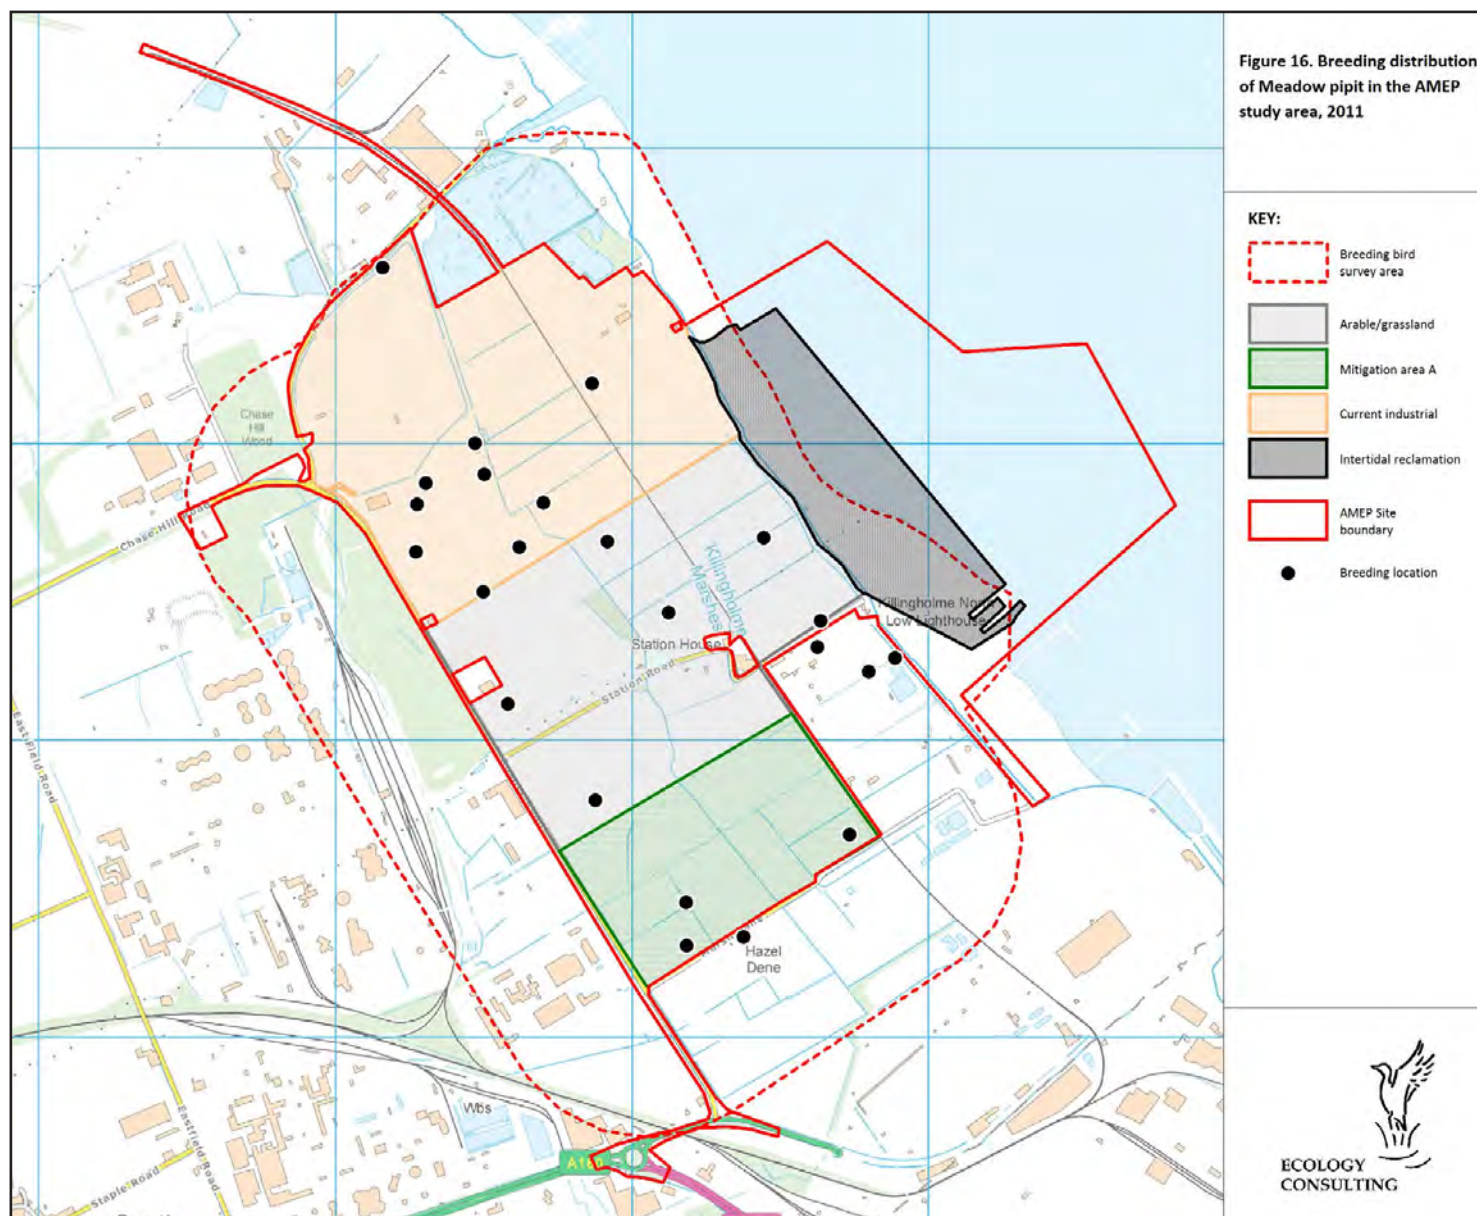 Figure 16. Breeding distribution
of Meadow pipit in the AMEP
study area, 2011
KEY:
Breeding bird
survey area
Arable/grassland
Mitigation area A
Current industrial
Intertidal reclamation
AMEP Site
boundary
Breeding location
ECOLOGY
CONSULTING
Chase
Hill
Wood
Chase Hill Road
Killingholme
Marshes
Killingholme North
Low Lighthouse
Station House
Station Road
East Field Road
Hazel
Dene
Eastfield Road
Staple Road